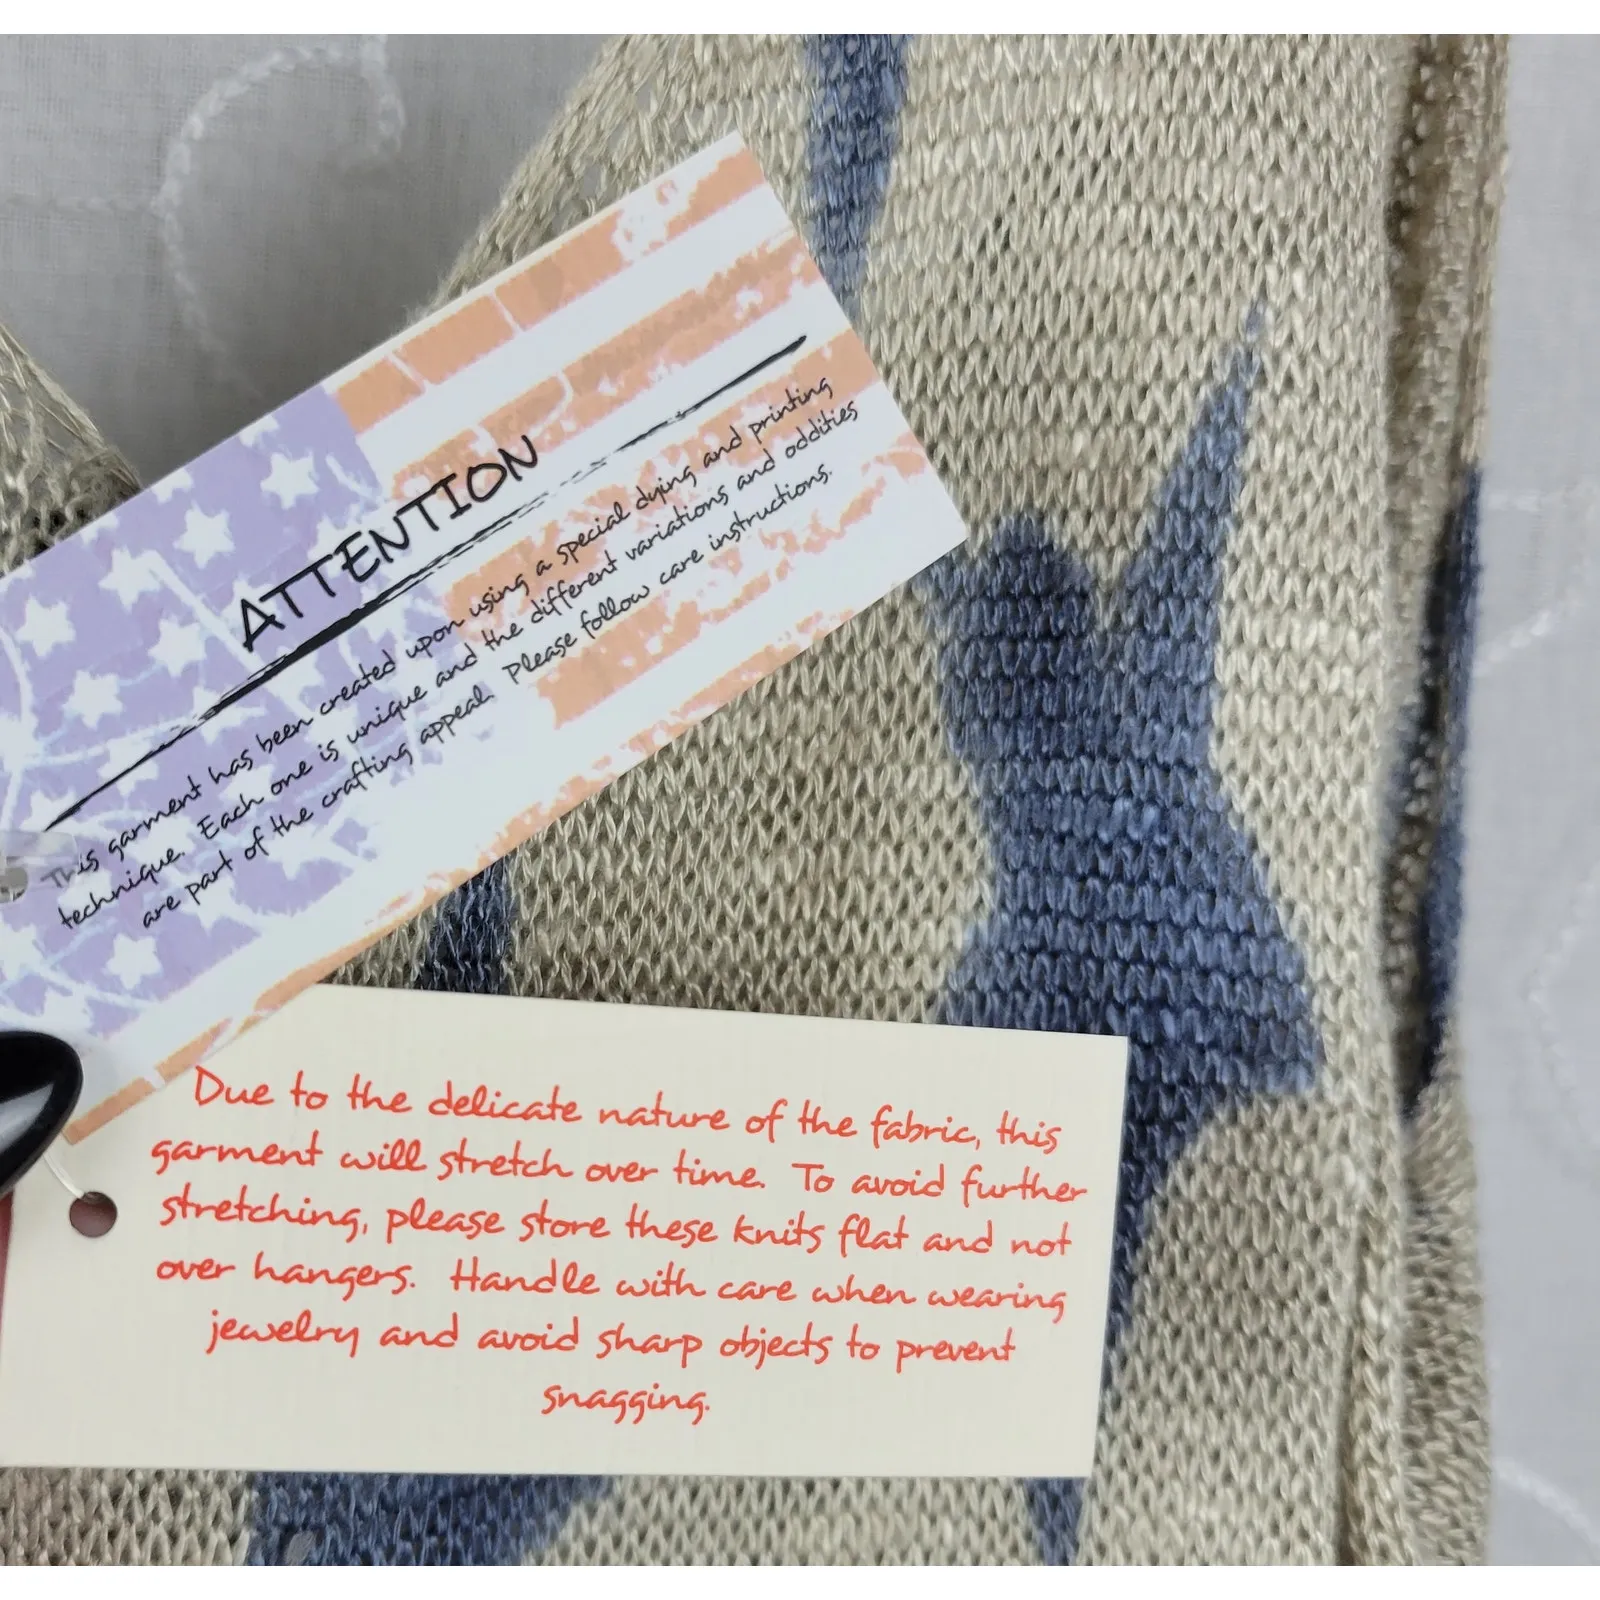 ATTENTION
This garment has been created upon using a special dying and printing
technique. Each one is unique and the different variations and oddities
are part of the crafting appeal. Please follow care instructions.
Due to the delicate nature of the fabric, this
garment will stretch over time. To avoid further
stretching, please store these knits flat and not
over hangers. Handle with care when wearing
jewelry and avoid sharp objects to prevent
snagging.